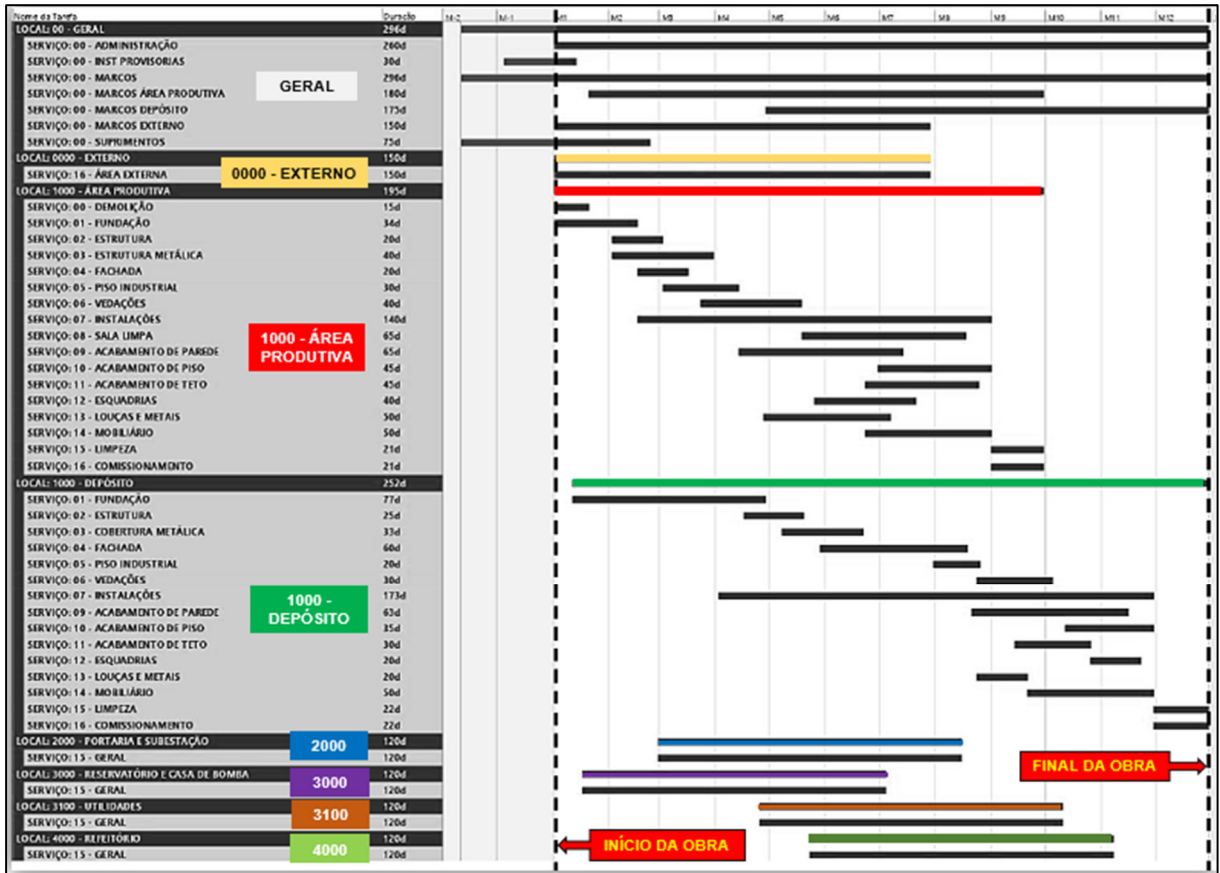 Nome da Tarefa Duração M-2 M-1 M1 M2 M3 M4 M5 M6 M7 M8 M9 M10 M11 M12
LOCAL: 00 - GERAL 296d
SERVIÇO: 00 - ADMINISTRAÇÃO 260d
SERVIÇO: 00 - INST PROVISORIAS 30d
SERVIÇO: 00 - MARCOS 296d
GERAL
SERVIÇO: 00 - MARCOS ÁREA PRODUTIVA 180d
SERVIÇO: 00 - MARCOS DEPÓSITO 175d
SERVIÇO: 00 - MARCOS EXTERNO 150d
SERVIÇO: 00 - SUPRIMENTOS 75d
LOCAL: 0000 - EXTERNO 150d
0000 - EXTERNO
SERVIÇO: 16 - ÁREA EXTERNA 150d
LOCAL: 1000 - ÁREA PRODUTIVA 195d
SERVIÇO: 00 - DEMOLIÇÃO 15d
SERVIÇO: 01 - FUNDAÇÃO 34d
SERVIÇO: 02 - ESTRUTURA 20d
SERVIÇO: 03 - ESTRUTURA METÁLICA 40d
SERVIÇO: 04 - FACHADA 20d
SERVIÇO: 05 - PISO INDUSTRIAL 30d
SERVIÇO: 06 - VEDAÇÕES 40d
SERVIÇO: 07 - INSTALAÇÕES 140d
SERVIÇO: 08 - SALA LIMPA 65d
1000 - ÁREA
PRODUTIVA
SERVIÇO: 09 - ACABAMENTO DE PAREDE 65d
SERVIÇO: 10 - ACABAMENTO DE PISO 45d
SERVIÇO: 11 - ACABAMENTO DE TETO 45d
SERVIÇO: 12 - ESQUADRIAS 40d
SERVIÇO: 13 - LOUÇAS E METAIS 50d
SERVIÇO: 14 - MOBILIÁRIO 50d
SERVIÇO: 15 - LIMPEZA 21d
SERVIÇO: 16 - COMISSIONAMENTO 21d
LOCAL: 1000 - DEPÓSITO 252d
SERVIÇO: 01 - FUNDAÇÃO 77d
SERVIÇO: 02 - ESTRUTURA 25d
SERVIÇO: 03 - COBERTURA METÁLICA 33d
SERVIÇO: 04 - FACHADA 60d
SERVIÇO: 05 - PISO INDUSTRIAL 20d
SERVIÇO: 06 - VEDAÇÕES 30d
SERVIÇO: 07 - INSTALAÇÕES 173d
1000 -
DEPÓSITO
SERVIÇO: 09 - ACABAMENTO DE PAREDE 63d
SERVIÇO: 10 - ACABAMENTO DE PISO 35d
SERVIÇO: 11 - ACABAMENTO DE TETO 30d
SERVIÇO: 12 - ESQUADRIAS 20d
SERVIÇO: 13 - LOUÇAS E METAIS 20d
SERVIÇO: 14 - MOBILIÁRIO 50d
SERVIÇO: 15 - LIMPEZA 22d
SERVIÇO: 16 - COMISSIONAMENTO 22d
LOCAL: 2000 - PORTARIA E SUBESTAÇÃO 120d
2000
SERVIÇO: 15 - GERAL 120d
FINAL DA OBRA
LOCAL: 3000 - RESERVATÓRIO E CASA DE BOMBA 120d
3000
SERVIÇO: 15 - GERAL 120d
LOCAL: 3100 - UTILIDADES 120d
3100
SERVIÇO: 15 - GERAL 120d
LOCAL: 4000 - REFEITÓRIO 120d
4000
INÍCIO DA OBRA
SERVIÇO: 15 - GERAL 120d